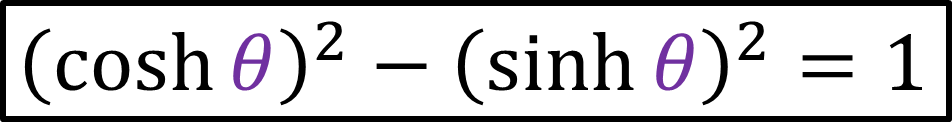 (cosh θ)² − (sinh θ)² = 1